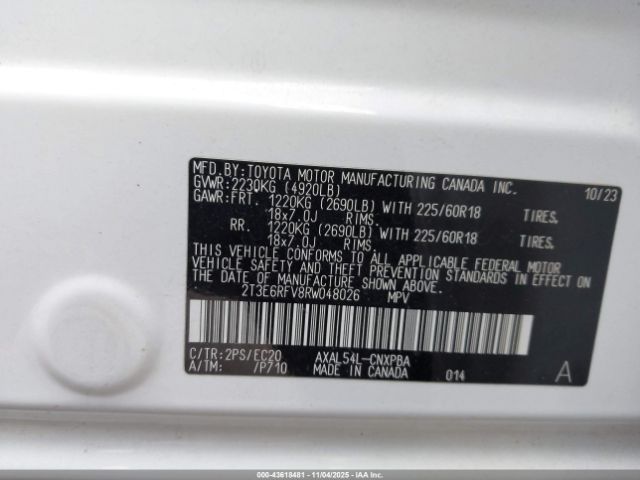 MFD.BY:TOYOTA MOTOR MANUFACTURING CANADA INC. 10/23
GVWR:2230KG (4920LB)
GAWR:FRT. 1220KG (2690LB) WITH 225/60R18 TIRES,
18x7.0J RIMS.
RR. 1220KG (2690LB) WITH 225/60R18 TIRES,
18x7.0J RIMS.
THIS VEHICLE CONFORMS TO ALL APPLICABLE FEDERAL MOTOR
VEHICLE SAFETY STANDARDS AND EMISSION STANDARDS IN EFFECT ON
THE DATE OF MANUFACTURE SHOWN ABOVE.
2T3E6RFV8RW048026 MPV
C/TR:2PS/EC20 AXAL54L-CNXPBA
A/TM: /P710 MADE IN CANADA 014 A
000-43618481 - 11/04/2025 - IAA Copart